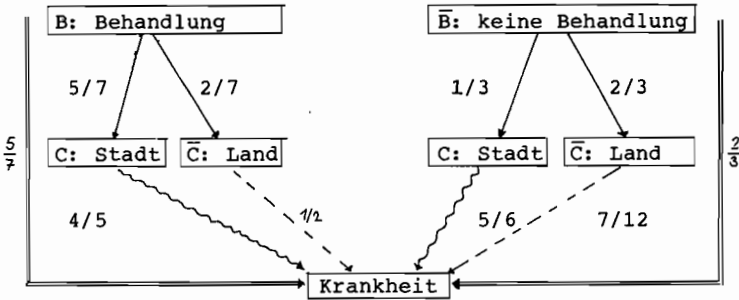 B: Behandlung B̅: keine Behandlung
5/7 2/7 1/3 2/3
5/7 C: Stadt C̅: Land C: Stadt C̅: Land 2/3
4/5 1/2 5/6 7/12
Krankheit